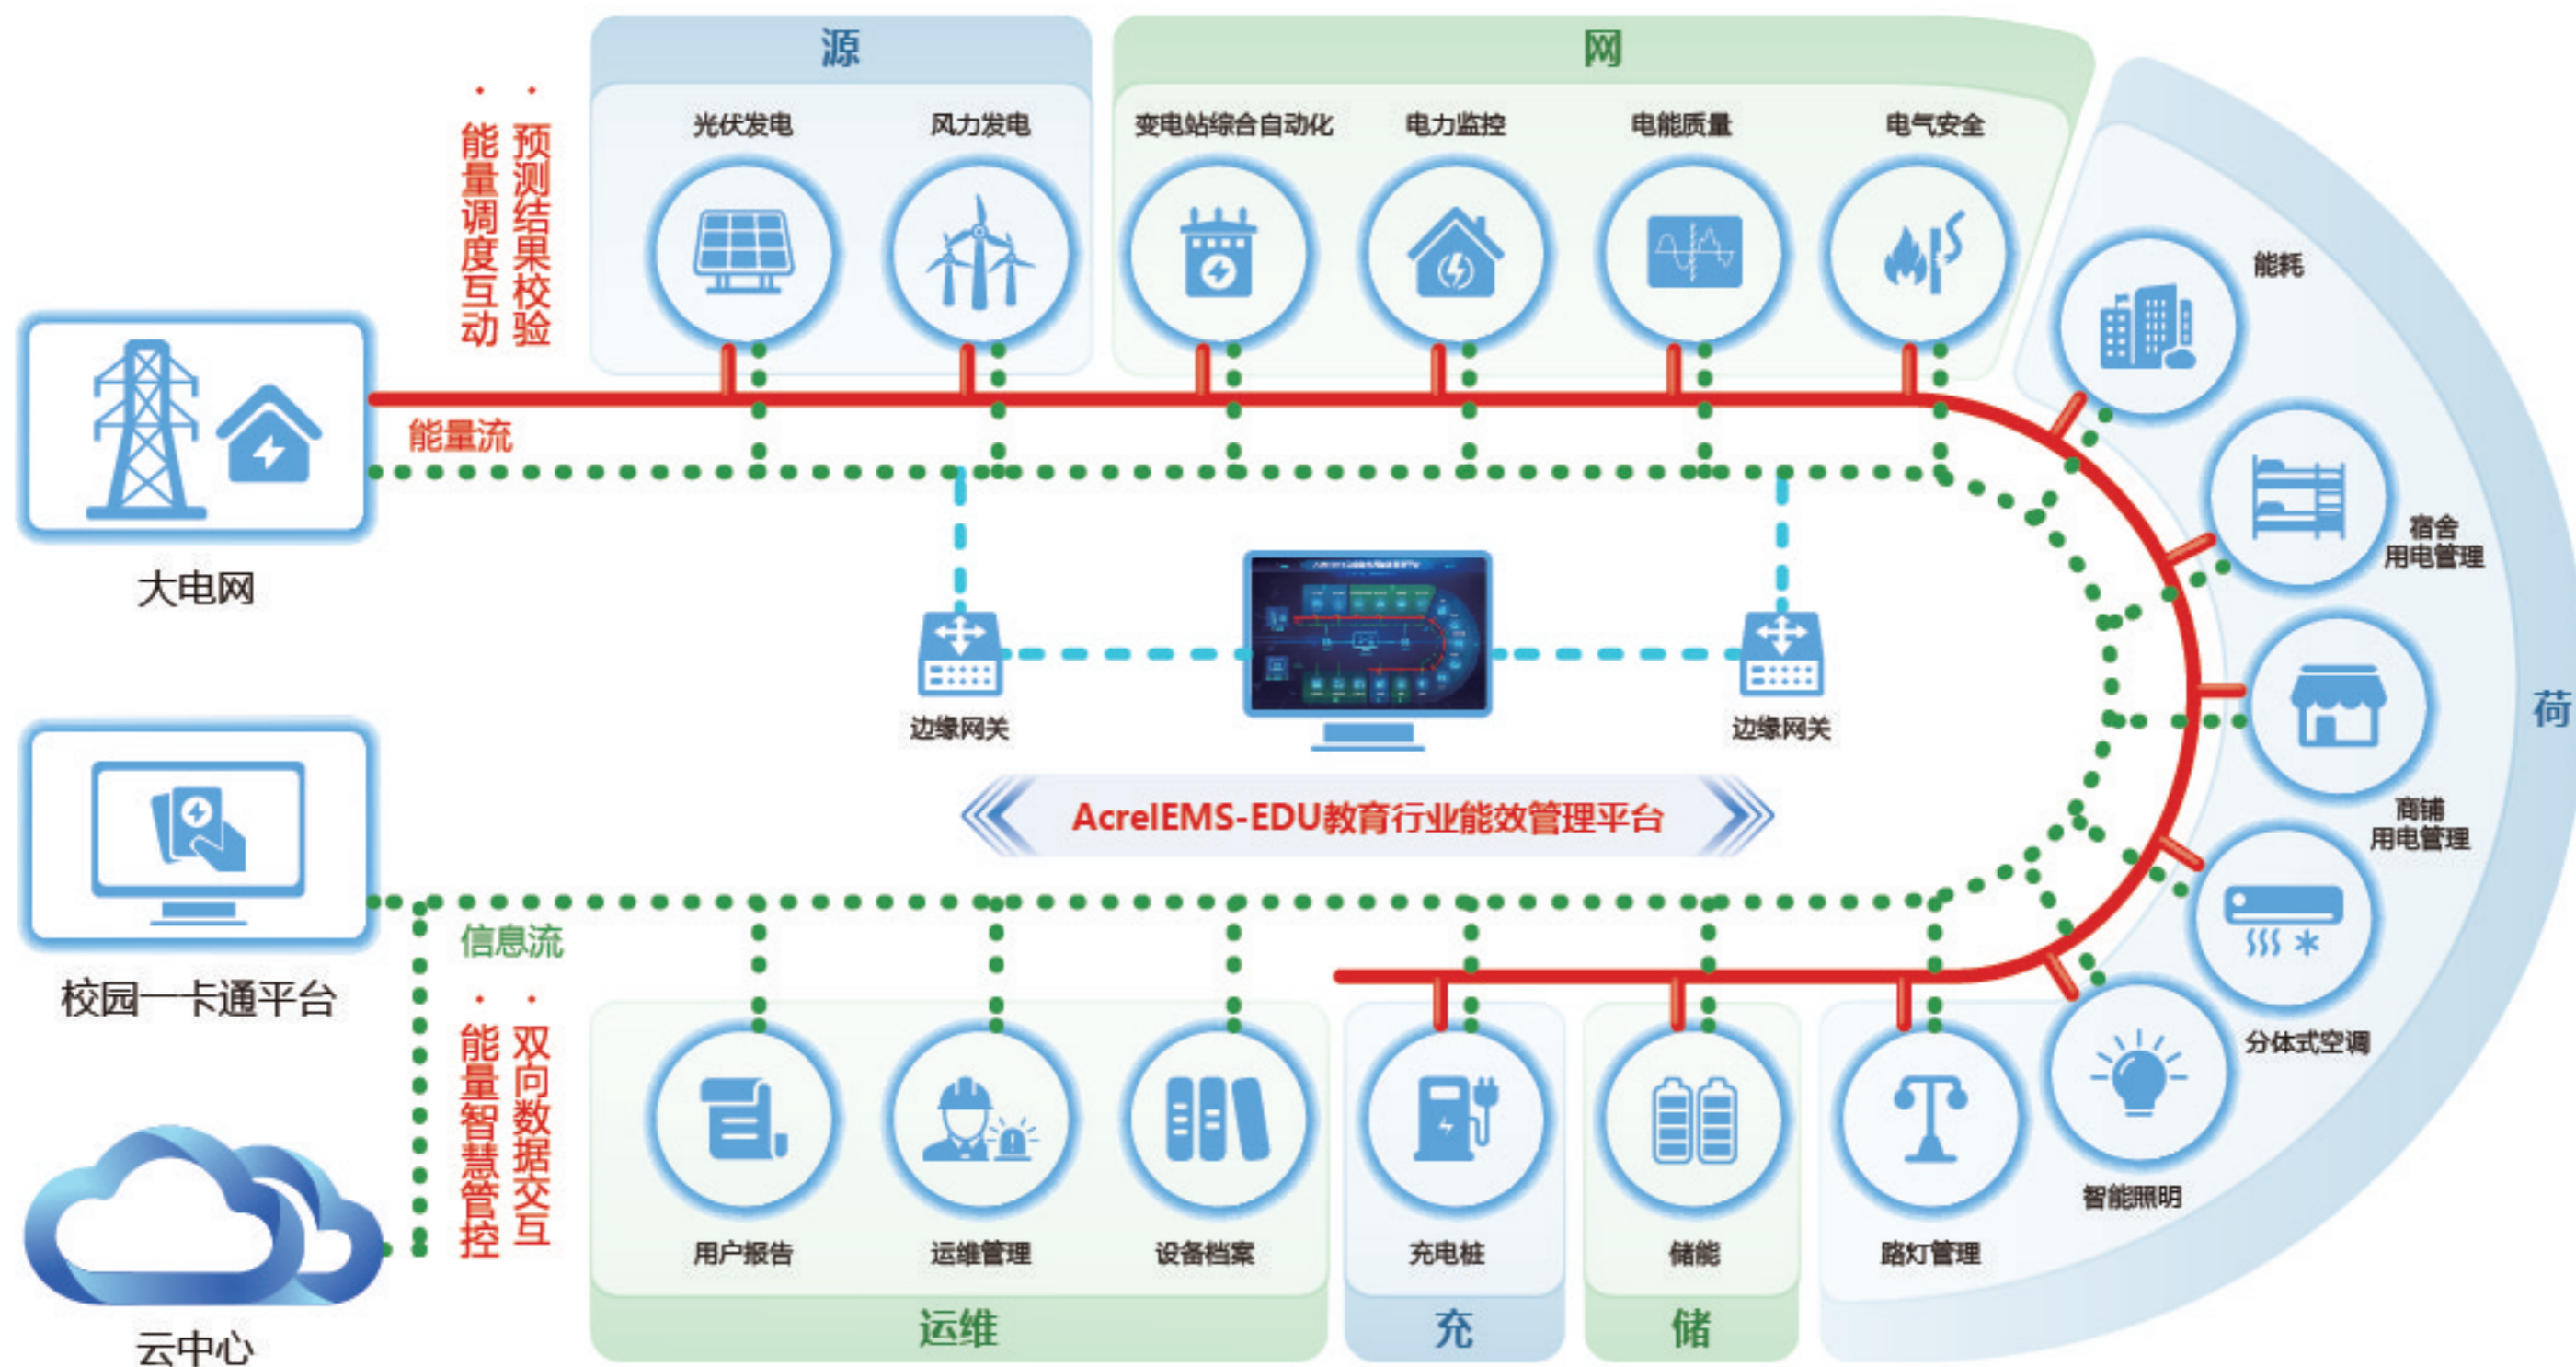 源
网
荷
· 能量调度互动
· 预测结果校验
光伏发电
风力发电
变电站综合自动化
电力监控
电能质量
电气安全
能耗
宿舍
用电管理
商铺
用电管理
分体式空调
智能照明
大电网
能量流
边缘网关
边缘网关
AcrelEMS-EDU教育行业能效管理平台
校园一卡通平台
信息流
· 能量智慧管控
· 双向数据交互
云中心
用户报告
运维管理
设备档案
充电桩
储能
路灯管理
运维
充
储